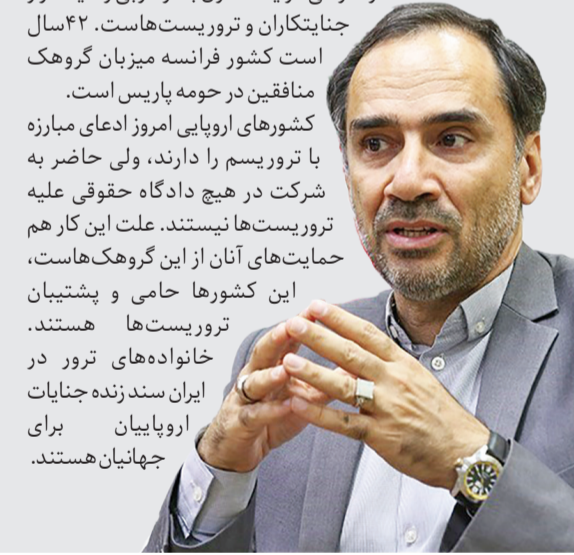 جنایتکاران و تروریست‌هاست. ۴۲سال
است کشور فرانسه میزبان گروهک
منافقین در حومه پاریس است.
کشورهای اروپایی امروز ادعای مبارزه
با تروریسم را دارند، ولی حاضر به
شرکت در هیچ دادگاه حقوقی علیه
تروریست‌ها نیستند. علت این کار هم
حمایت‌های آنان از این گروهک‌هاست،
این کشورها حامی و پشتیبان
تروریست‌ها هستند.
خانواده‌های ترور در
ایران سند زنده جنایات
اروپاییان برای
جهانیان هستند.